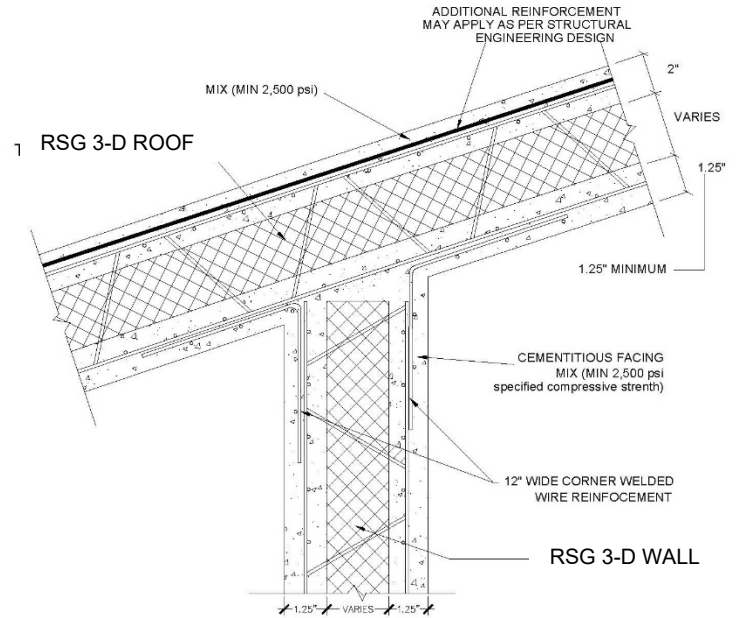 ADDITIONAL REINFORCEMENT
MAY APPLY AS PER STRUCTURAL
ENGINEERING DESIGN
2"
MIX (MIN 2,500 psi)
VARIES
RSG 3-D ROOF
1.25"
1.25" MINIMUM
CEMENTITIOUS FACING
MIX (MIN 2,500 psi
specified compressive strenth)
12" WIDE CORNER WELDED
WIRE REINFOCEMENT
RSG 3-D WALL
1.25" VARIES 1.25"